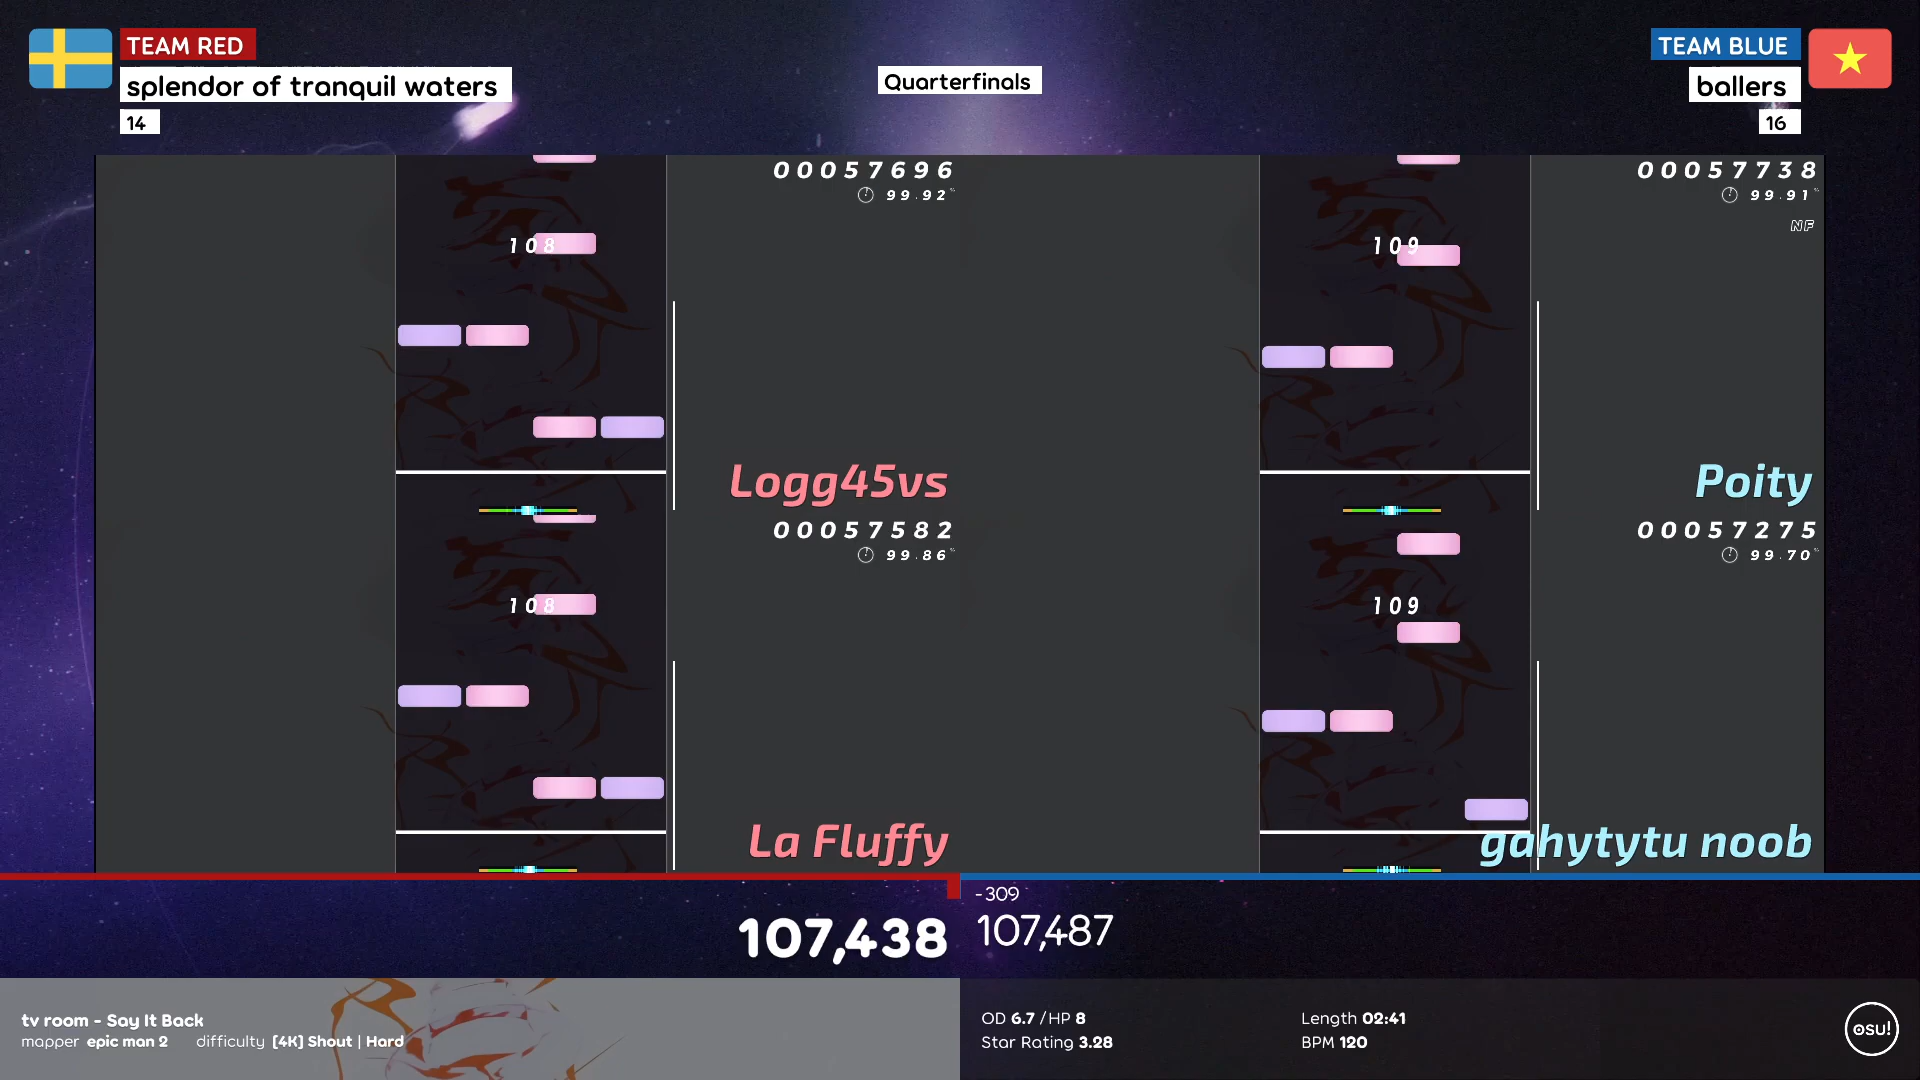 TEAM RED
splendor of tranquil waters
14
Quarterfinals
TEAM BLUE
ballers
16
00057696
99.92%
108
Logg45vs
00057738
99.91%
NF
109
Poity
00057582
99.86%
108
La Fluffy
00057275
99.70%
109
gahytytu noob
107,438
-309
107,487
tv room - Say It Back
mapper epic man 2 difficulty [4K] Shout | Hard
OD 6.7 / HP 8
Star Rating 3.28
Length 02:41
BPM 120
osu!